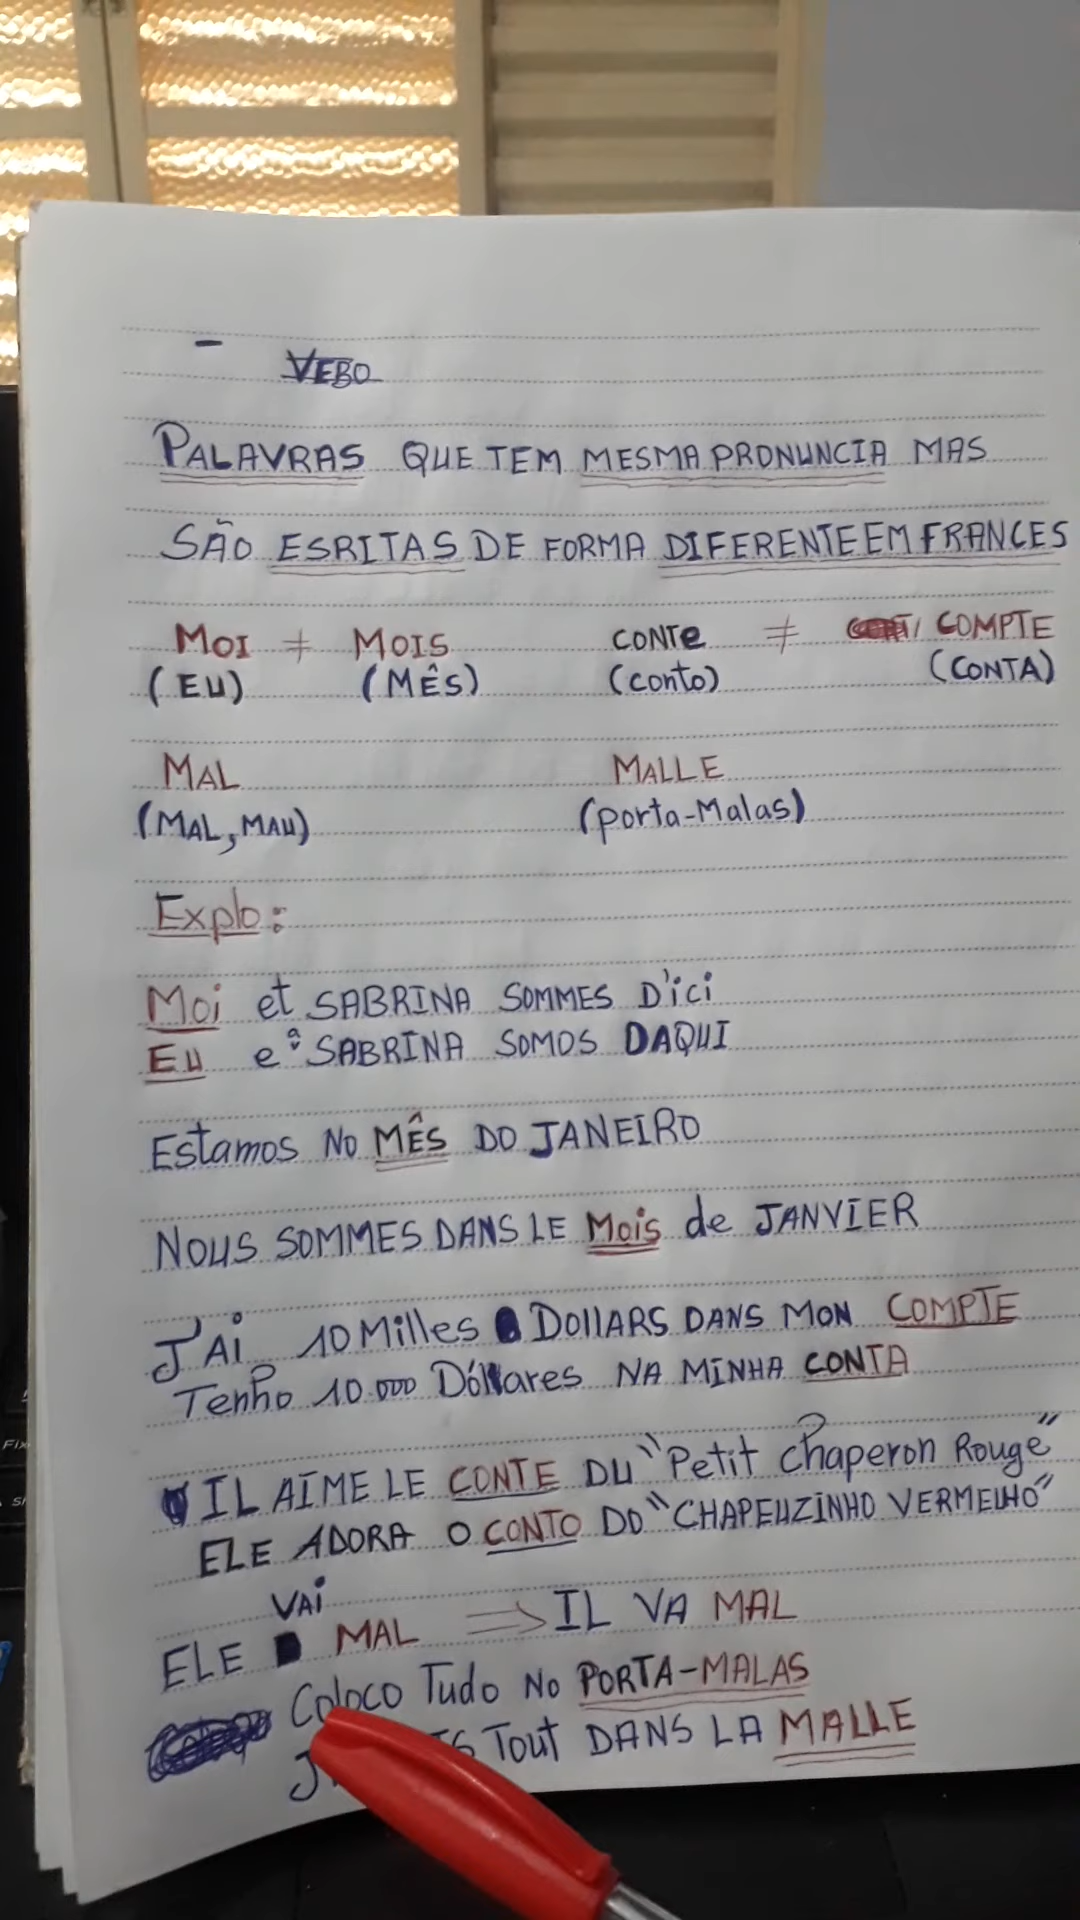 VEBO
PALAVRAS QUE TEM MESMA PRONUNCIA MAS
SÃO ESRITAS DE FORMA DIFERENTE EM FRANCES
MOI ≠ MOIS CONTE ≠ COMPTE
(EU) (MÊS) (conto) (CONTA)
MAL MALLE
(MAL, MAU) (porta-Malas)
Explo:
Moi et SABRINA SOMMES D'ici
EU e a SABRINA SOMOS DAQUI
Estamos NO MÊS DO JANEIRO
NOUS SOMMES DANS LE Mois de JANVIER
J'Ai 10 Milles DOllARS DANS MON COMPTE
Tenho 10.000 Dóllares NA MINHA CONTA
IL AIME LE CONTE DU "Petit Chaperon Rouge"
ELE ADORA O CONTO DO "CHAPEUZINHO VERMELHO"
VAi
ELE MAL ⇒ IL VA MAL
Coloco Tudo No PORTA-MALAS
Tout DANS LA MALLE